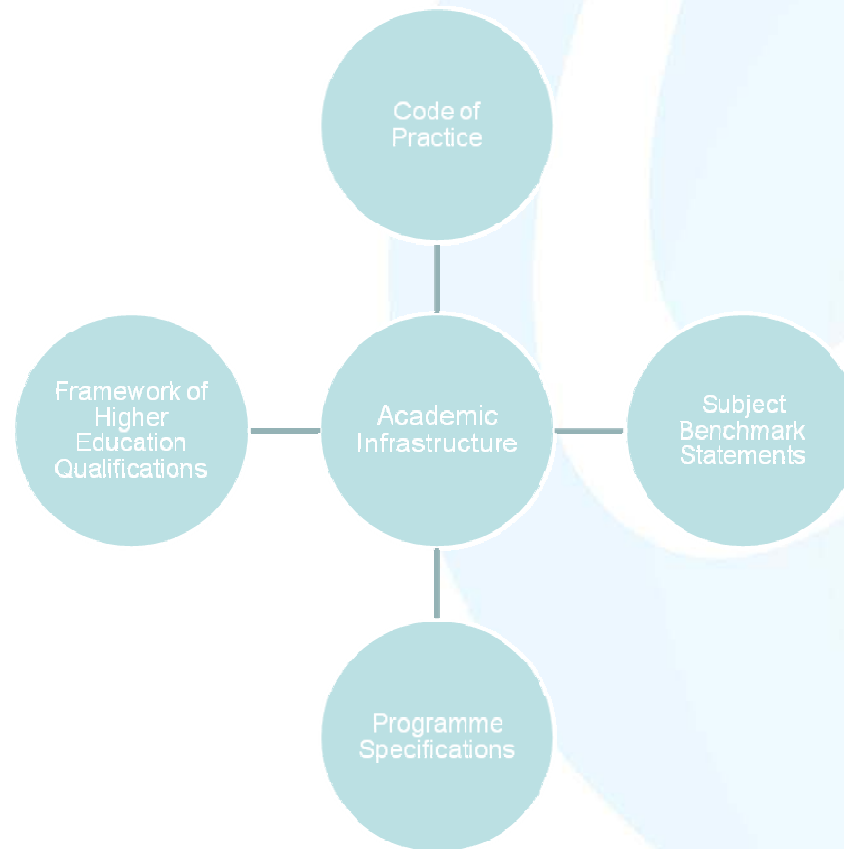 Code of
Practice
Framework of
Higher
Education
Qualifications
Academic
Infrastructure
Subject
Benchmark
Statements
Programme
Specifications